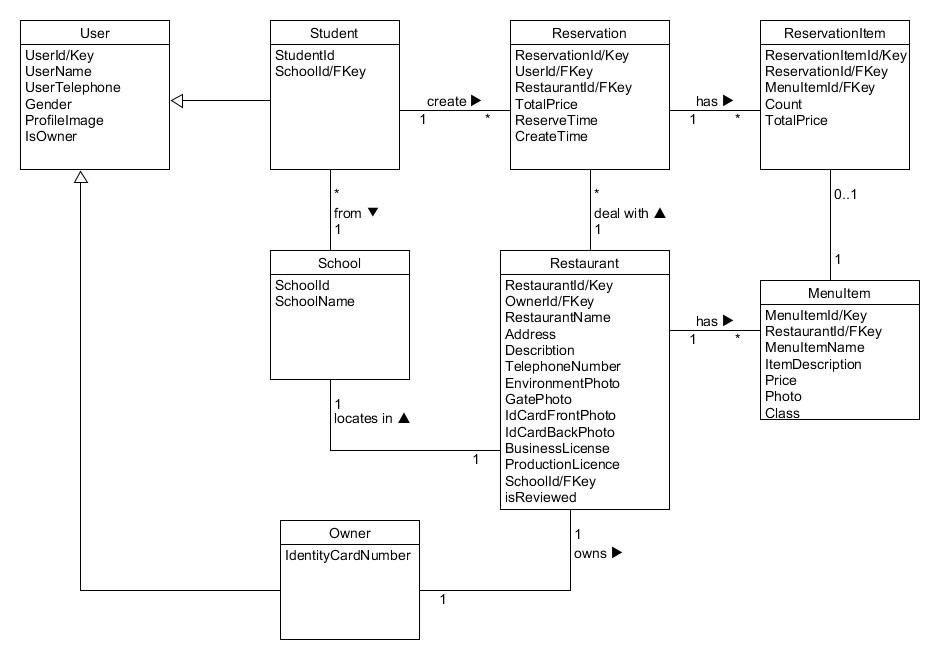 User
UserId/Key
UserName
UserTelephone
Gender
ProfileImage
IsOwner
Student
StudentId
SchoolId/FKey
create ▶
1
*
Reservation
ReservationId/Key
UserId/FKey
RestaurantId/FKey
TotalPrice
ReserveTime
CreateTime
has ▶
1
*
ReservationItem
ReservationItemId/Key
ReservationId/FKey
MenuItemId/FKey
Count
TotalPrice
*
from ▼
1
*
deal with ▲
1
0..1
1
School
SchoolId
SchoolName
Restaurant
RestaurantId/Key
OwnerId/FKey
RestaurantName
Address
Describtion
TelephoneNumber
EnvironmentPhoto
GatePhoto
IdCardFrontPhoto
IdCardBackPhoto
BusinessLicense
ProductionLicence
SchoolId/FKey
isReviewed
has ▶
1
*
MenuItem
MenuItemId/Key
RestaurantId/FKey
MenuItemName
ItemDescription
Price
Photo
Class
1
locates in ▲
1
Owner
IdentityCardNumber
1
owns ▶
1